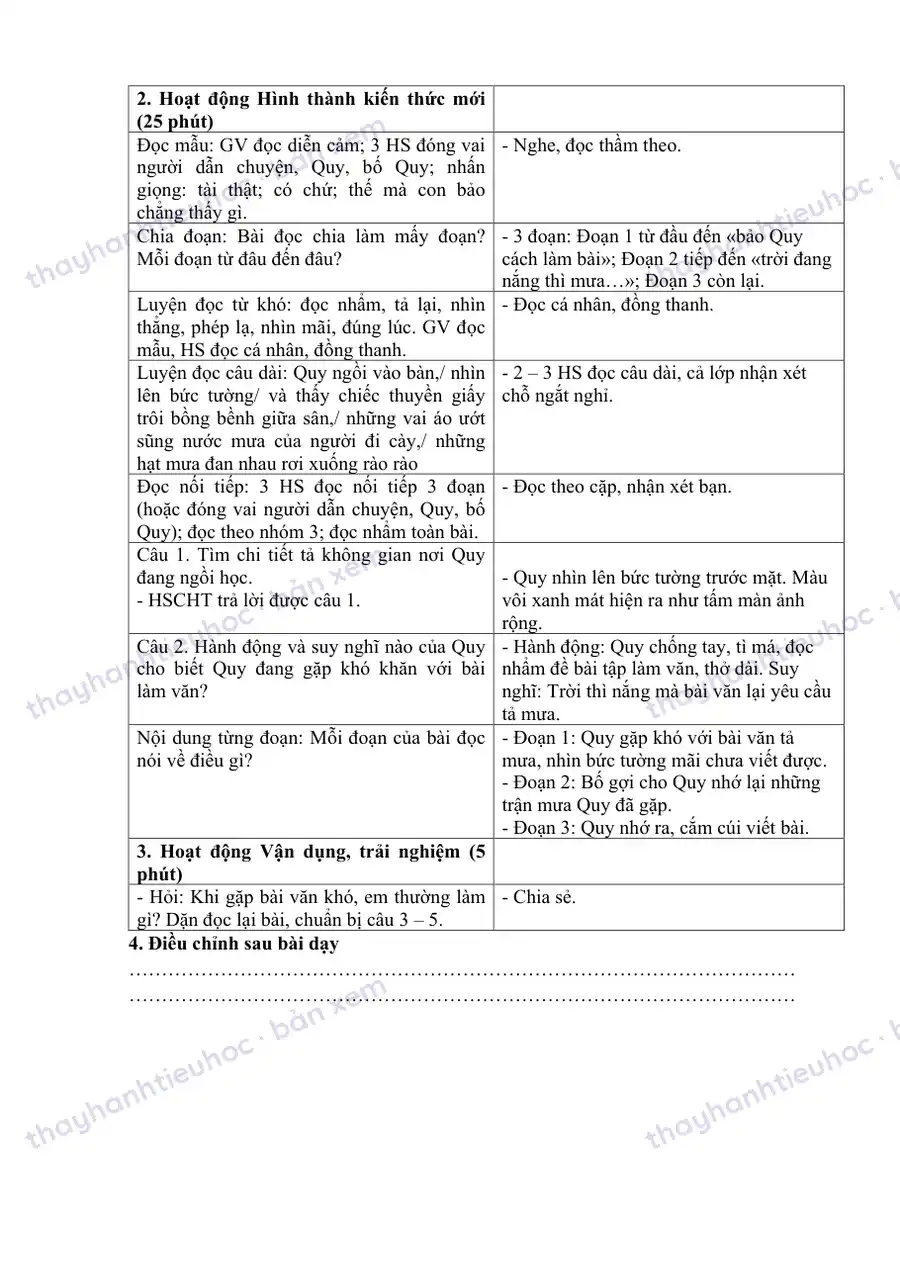 2. Hoạt động Hình thành kiến thức mới
(25 phút)
Đọc mẫu: GV đọc diễn cảm; 3 HS đóng vai
người dẫn chuyện, Quy, bố Quy; nhấn
giọng: tài thật; có chứ; thế mà con bảo
chẳng thấy gì.
- Nghe, đọc thầm theo.
Chia đoạn: Bài đọc chia làm mấy đoạn?
Mỗi đoạn từ đâu đến đâu?
- 3 đoạn: Đoạn 1 từ đầu đến «bảo Quy
cách làm bài»; Đoạn 2 tiếp đến «trời đang
nắng thì mưa…»; Đoạn 3 còn lại.
Luyện đọc từ khó: đọc nhẩm, tả lại, nhìn
thẳng, phép lạ, nhìn mãi, đúng lúc. GV đọc
mẫu, HS đọc cá nhân, đồng thanh.
- Đọc cá nhân, đồng thanh.
Luyện đọc câu dài: Quy ngồi vào bàn,/ nhìn
lên bức tường/ và thấy chiếc thuyền giấy
trôi bồng bềnh giữa sân,/ những vai áo ướt
sũng nước mưa của người đi cày,/ những
hạt mưa đan nhau rơi xuống rào rào
- 2 – 3 HS đọc câu dài, cả lớp nhận xét
chỗ ngắt nghỉ.
Đọc nối tiếp: 3 HS đọc nối tiếp 3 đoạn
(hoặc đóng vai người dẫn chuyện, Quy, bố
Quy); đọc theo nhóm 3; đọc nhẩm toàn bài.
- Đọc theo cặp, nhận xét bạn.
Câu 1. Tìm chi tiết tả không gian nơi Quy
đang ngồi học.
- HSCHT trả lời được câu 1.
- Quy nhìn lên bức tường trước mặt. Màu
vôi xanh mát hiện ra như tấm màn ảnh
rộng.
Câu 2. Hành động và suy nghĩ nào của Quy
cho biết Quy đang gặp khó khăn với bài
làm văn?
- Hành động: Quy chống tay, tì má, đọc
nhẩm đề bài tập làm văn, thở dài. Suy
nghĩ: Trời thì nắng mà bài văn lại yêu cầu
tả mưa.
Nội dung từng đoạn: Mỗi đoạn của bài đọc
nói về điều gì?
- Đoạn 1: Quy gặp khó với bài văn tả
mưa, nhìn bức tường mãi chưa viết được.
- Đoạn 2: Bố gợi cho Quy nhớ lại những
trận mưa Quy đã gặp.
- Đoạn 3: Quy nhớ ra, cắm cúi viết bài.
3. Hoạt động Vận dụng, trải nghiệm (5
phút)
- Hỏi: Khi gặp bài văn khó, em thường làm
gì? Dặn đọc lại bài, chuẩn bị câu 3 – 5.
- Chia sẻ.
4. Điều chỉnh sau bài dạy
…………………………………………………………………………………………
…………………………………………………………………………………………
thayhanhtieuhoc · bản xem
thayhanhtieuhoc · b
thayhanhtieuhoc · bản xem
thayhanhtieuhoc · b
thayhanhtieuhoc · bản xem
thayhanhtieuhoc · b